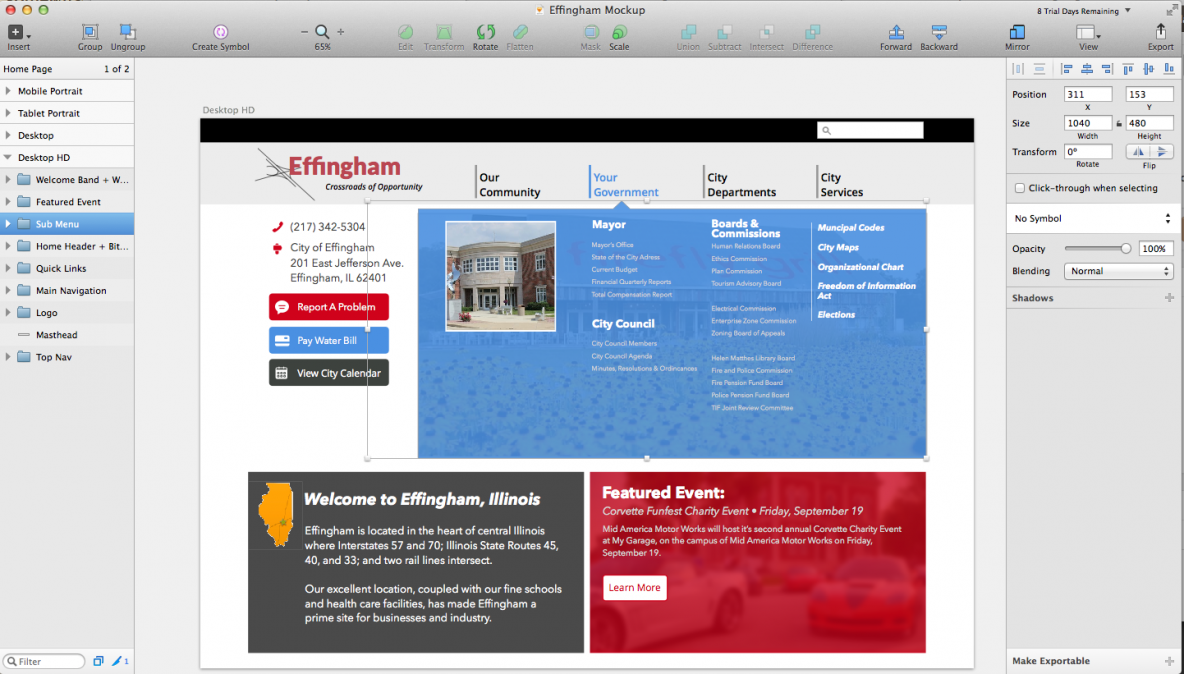 Effingham Mockup
8 Trial Days Remaining
Insert
Group
Ungroup
Create Symbol
65%
Edit
Transform
Rotate
Flatten
Mask
Scale
Union
Subtract
Intersect
Difference
Forward
Backward
Mirror
View
Export
Home Page
1 of 2
Mobile Portrait
Tablet Portrait
Desktop
Desktop HD
Welcome Band + W...
Featured Event
Sub Menu
Home Header + Bit...
Quick Links
Main Navigation
Logo
Masthead
Top Nav
Filter
1
Desktop HD
Effingham
Crossroads of Opportunity
Our
Community
Your
Government
City
Departments
City
Services
(217) 342-5304
City of Effingham
201 East Jefferson Ave.
Effingham, IL 62401
Report A Problem
Pay Water Bill
View City Calendar
Mayor
Mayor's Office
State of the City Adress
Current Budget
Financial Quarterly Reports
Total Compensation Report
City Council
City Council Members
City Council Agenda
Minutes, Resolutions & Ordincances
Boards &
Commissions
Human Relations Board
Ethics Commission
Plan Commission
Tourism Advisory Board
Electrical Commission
Enterprise Zone Commission
Zoning Board of Appeals
Helen Matthes Library Board
Fire and Police Commission
Fire Pension Fund Board
Police Pension Fund Board
TIF Joint Review Committee
Muncipal Codes
City Maps
Organizational Chart
Freedom of Information
Act
Elections
Welcome to Effingham, Illinois
Effingham is located in the heart of central Illinois
where Interstates 57 and 70; Illinois State Routes 45,
40, and 33; and two rail lines intersect.
Our excellent location, coupled with our fine schools
and health care facilities, has made Effingham a
prime site for businesses and industry.
Featured Event:
Corvette Funfest Charity Event • Friday, September 19
Mid America Motor Works will host it's second annual Corvette Charity Event
at My Garage, on the campus of Mid America Motor Works on Friday,
September 19.
Learn More
Position
311
153
X
Y
Size
1040
480
Width
Height
Transform
0°
Rotate
Flip
Click-through when selecting
No Symbol
Opacity
100%
Blending
Normal
Shadows
Make Exportable